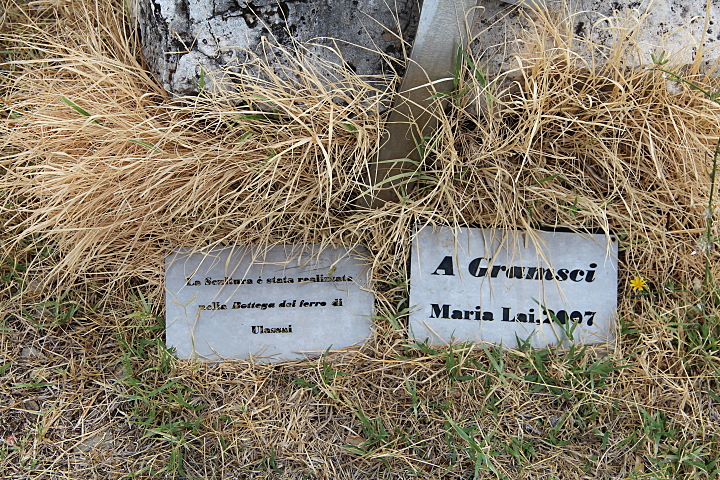 La Scultura è stata realizzata
nella Bottega del ferro di
Ulassai
A Gramsci
Maria Lai, 2007